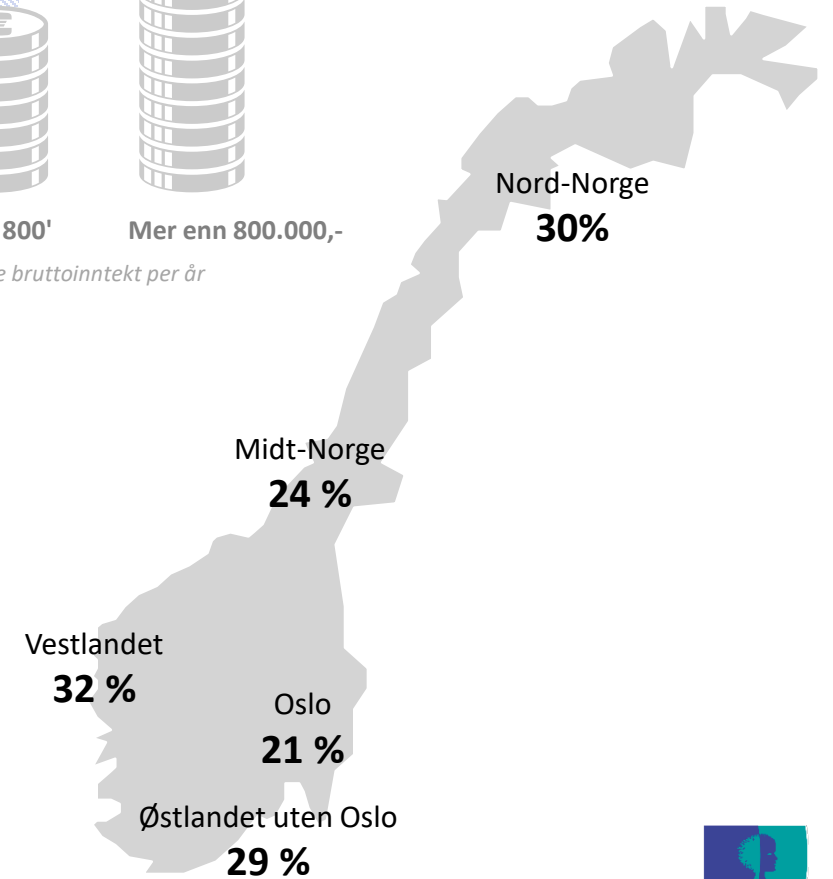 800' Mer enn 800.000,-
bruttoinntekt per år
Nord-Norge
30%
Midt-Norge
24 %
Vestlandet
32 %
Oslo
21 %
Østlandet uten Oslo
29 %